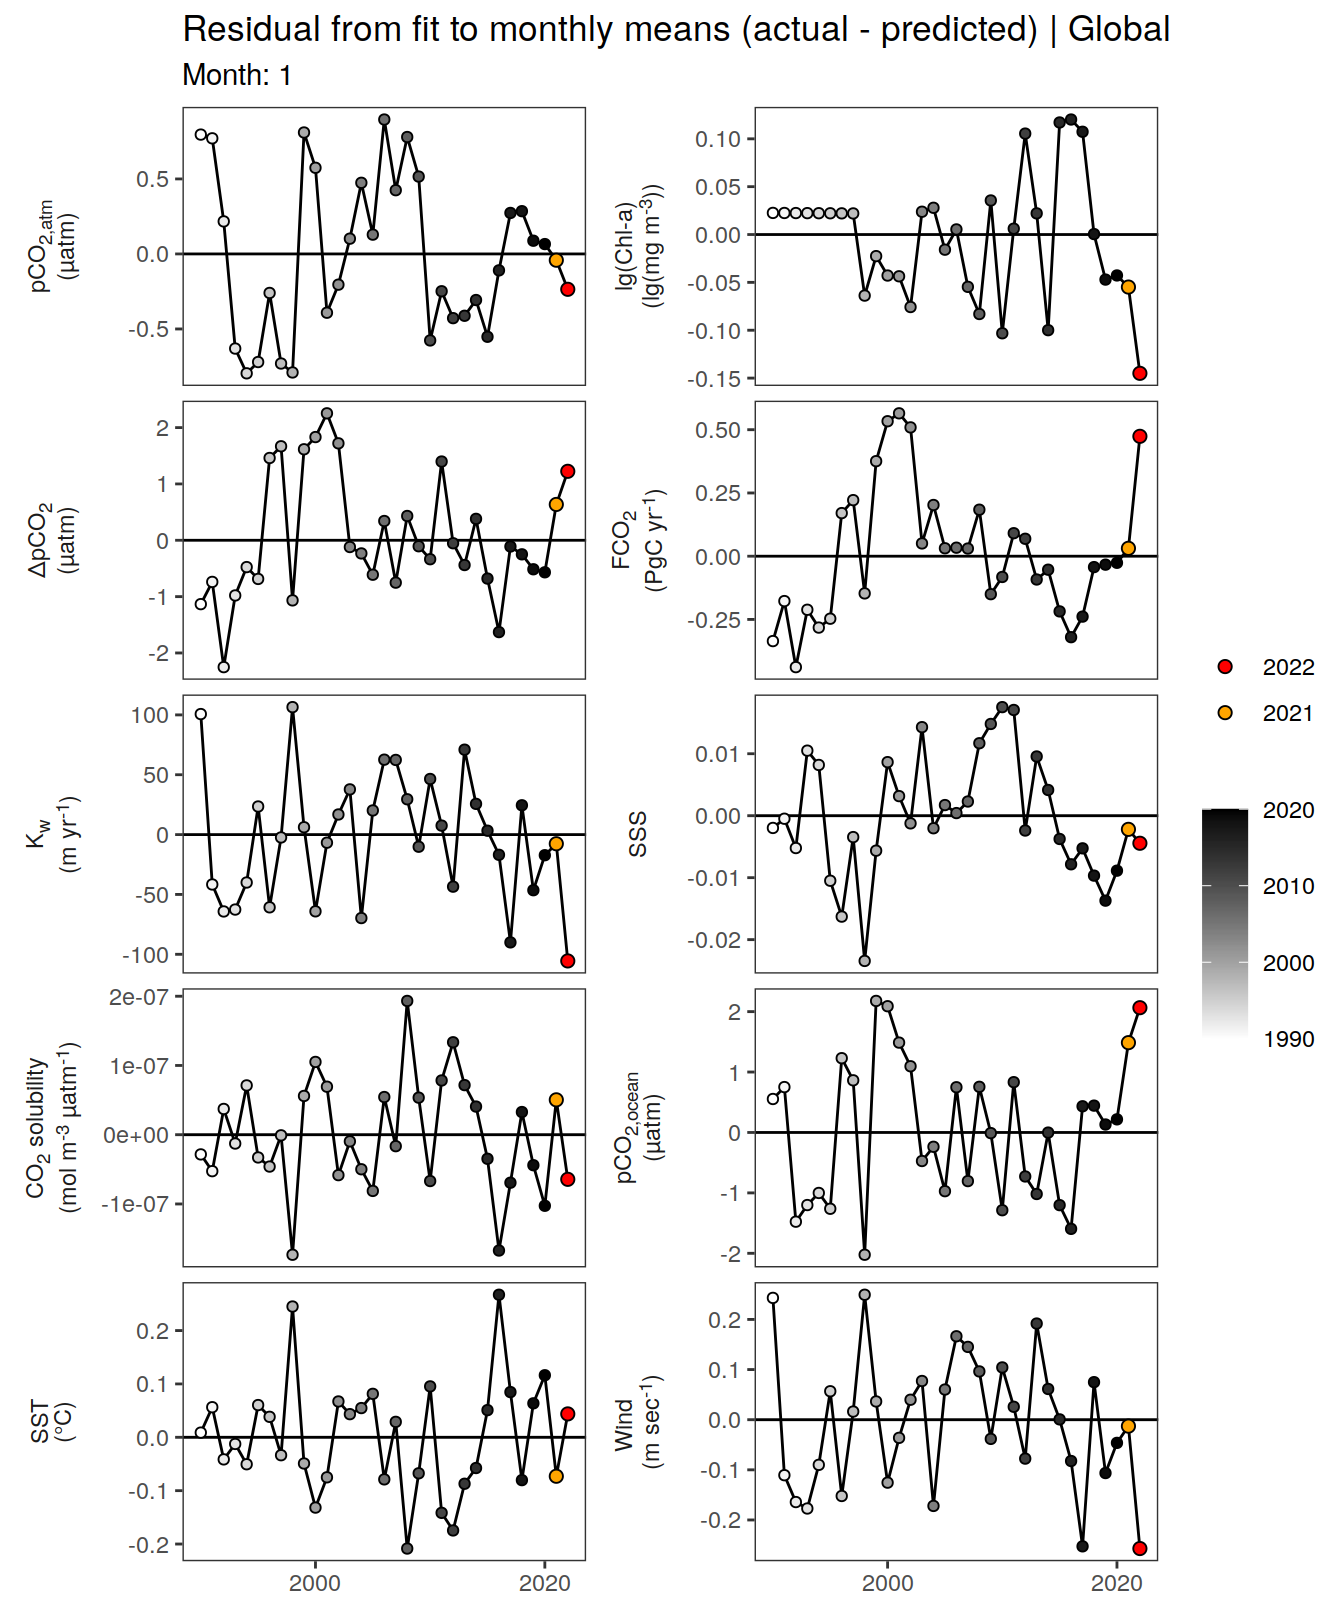 Residual from fit to monthly means (actual - predicted) | Global
Month: 1
pCO2,atm
(µatm)
0.5
0.0
-0.5
lg(Chl-a)
(lg(mg m-3))
0.10
0.05
0.00
-0.05
-0.10
-0.15
ΔpCO2
(µatm)
2
1
0
-1
-2
FCO2
(PgC yr-1)
0.50
0.25
0.00
-0.25
Kw
(m yr-1)
100
50
0
-50
-100
SSS
0.01
0.00
-0.01
-0.02
CO2 solubility
(mol m-3 µatm-1)
2e-07
1e-07
0e+00
-1e-07
pCO2,ocean
(µatm)
2
1
0
-1
-2
SST
(°C)
0.2
0.1
0.0
-0.1
-0.2
2000
2020
Wind
(m sec-1)
0.2
0.1
0.0
-0.1
-0.2
2000
2020
2022
2021
2020
2010
2000
1990